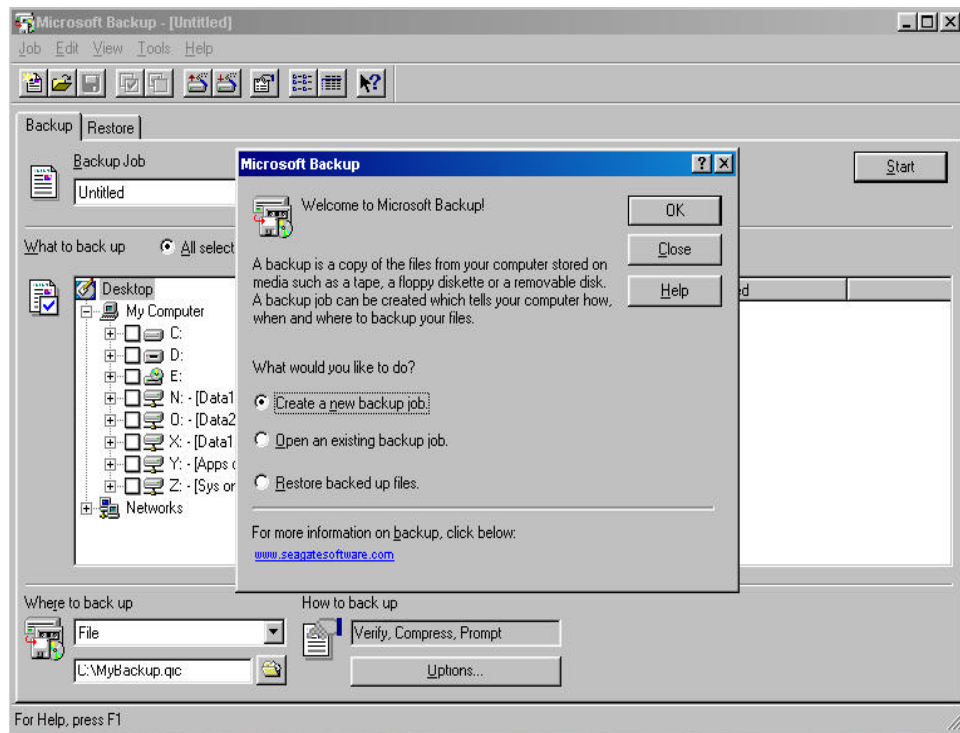 Microsoft Backup - [Untitled]
Job Edit View Tools Help
Backup Restore
Backup Job
Untitled
Start
What to back up All select
Desktop
My Computer
C:
D:
E:
N: - [Data1
O: - [Data2
X: - [Data1
Y: - [Apps
Z: - [Sys or
Networks
Microsoft Backup
Welcome to Microsoft Backup!
OK
Close
Help
A backup is a copy of the files from your computer stored on
media such as a tape, a floppy diskette or a removable disk.
A backup job can be created which tells your computer how,
when and where to backup your files.
What would you like to do?
Create a new backup job.
Open an existing backup job.
Restore backed up files.
For more information on backup, click below:
www.seagatesoftware.com
Where to back up
File
C:\MyBackup.qic
How to back up
Verify, Compress, Prompt
Options...
For Help, press F1